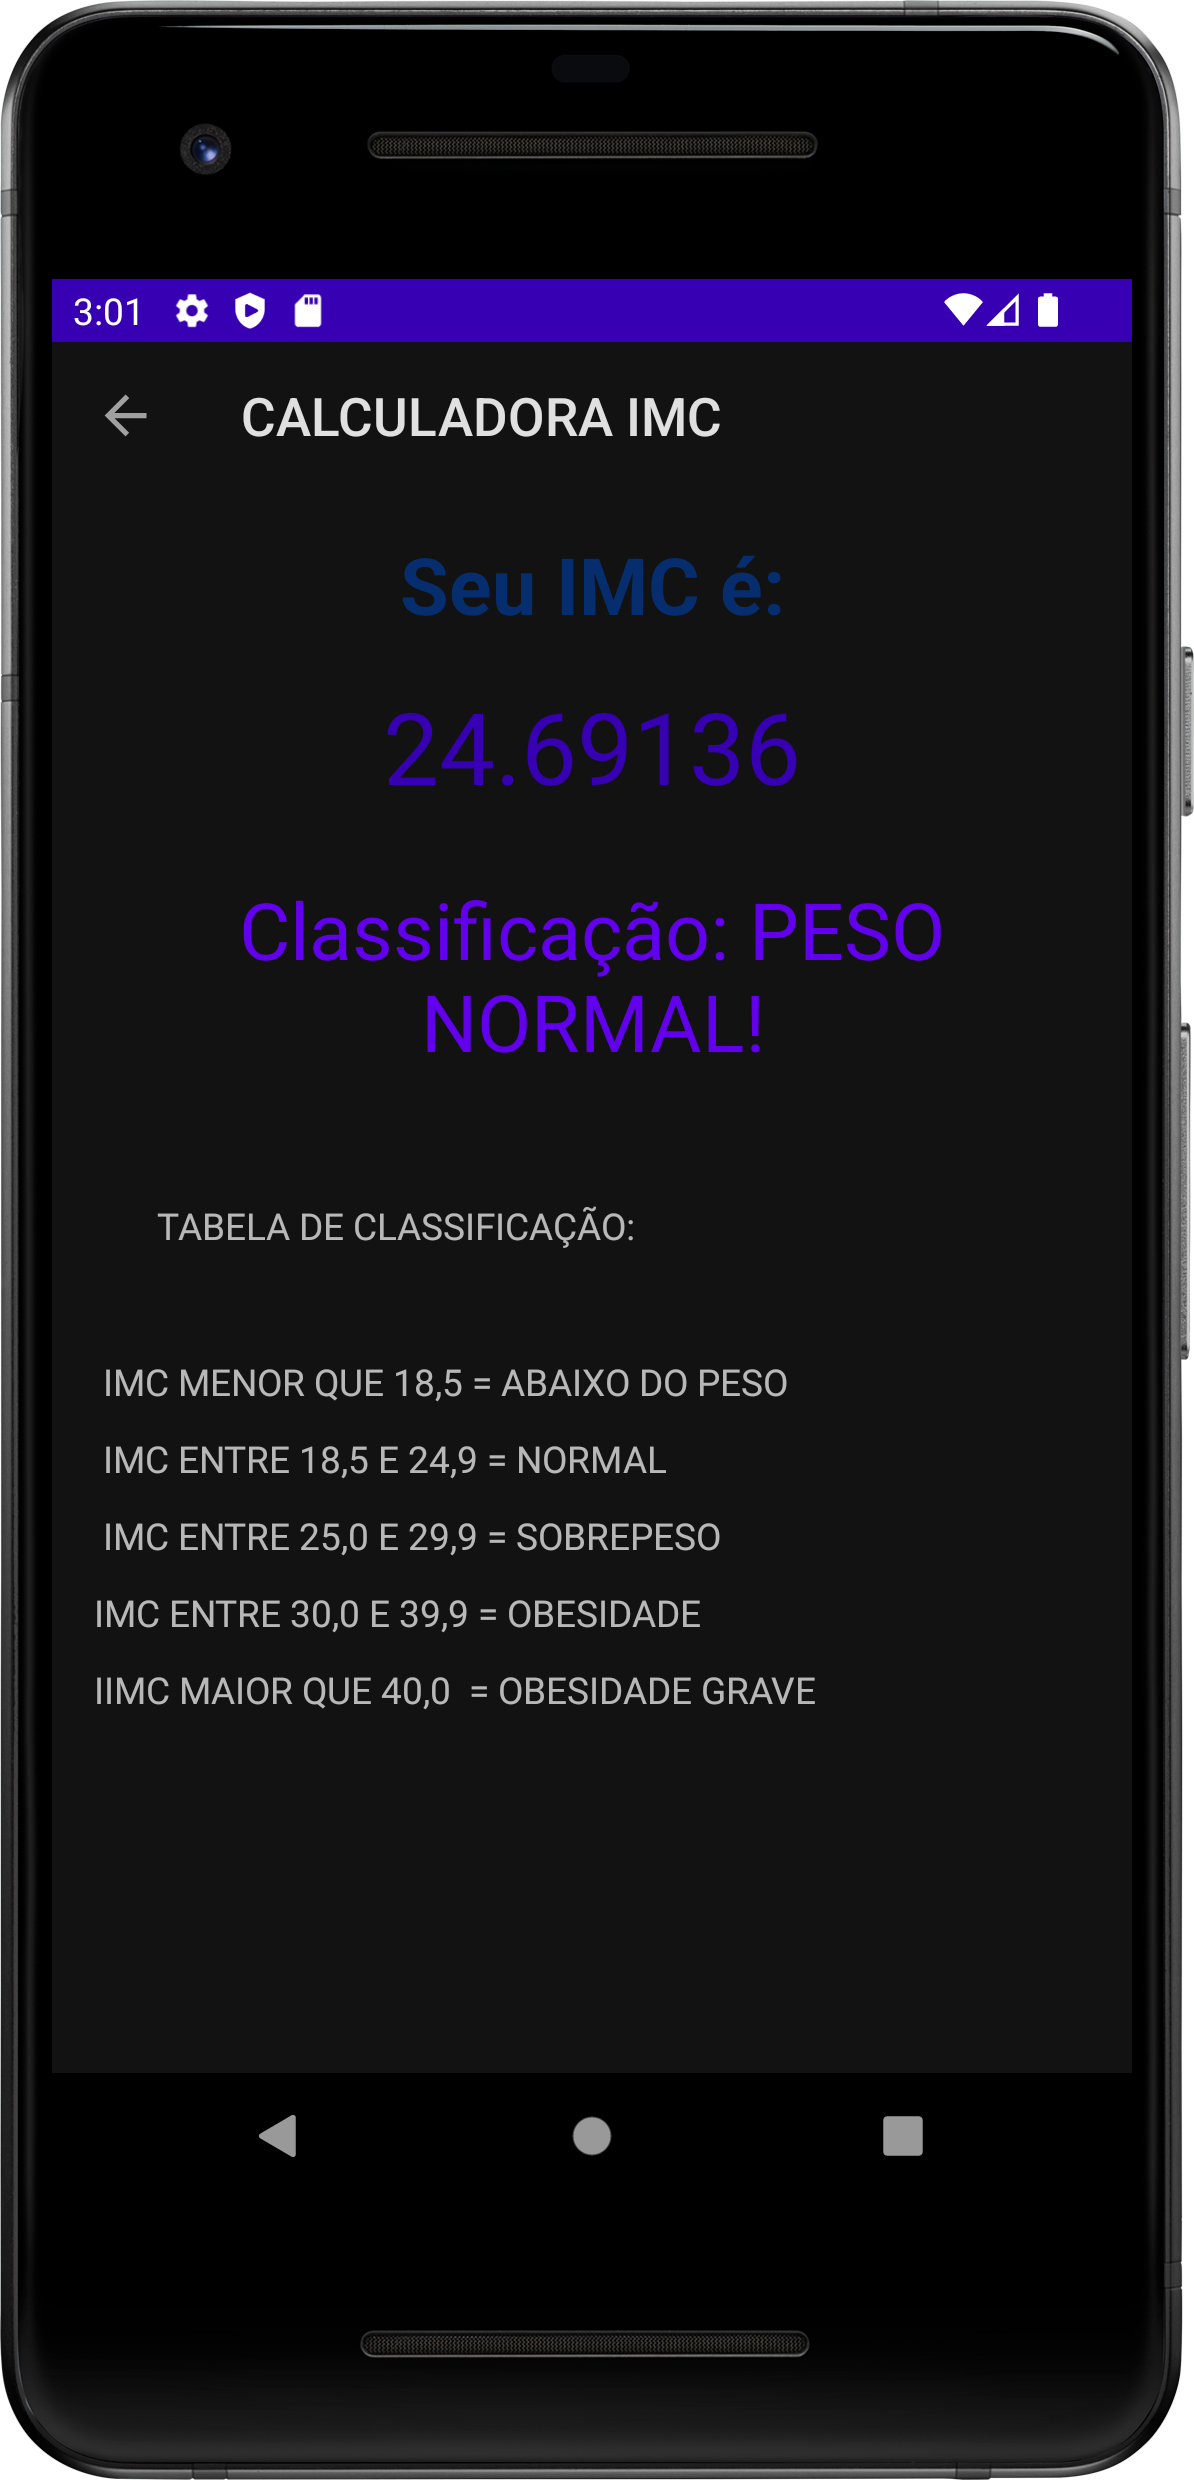 3:01
CALCULADORA IMC
Seu IMC é:
24.69136
Classificação: PESO
NORMAL!
TABELA DE CLASSIFICAÇÃO:
IMC MENOR QUE 18,5 = ABAIXO DO PESO
IMC ENTRE 18,5 E 24,9 = NORMAL
IMC ENTRE 25,0 E 29,9 = SOBREPESO
IMC ENTRE 30,0 E 39,9 = OBESIDADE
IIMC MAIOR QUE 40,0  = OBESIDADE GRAVE